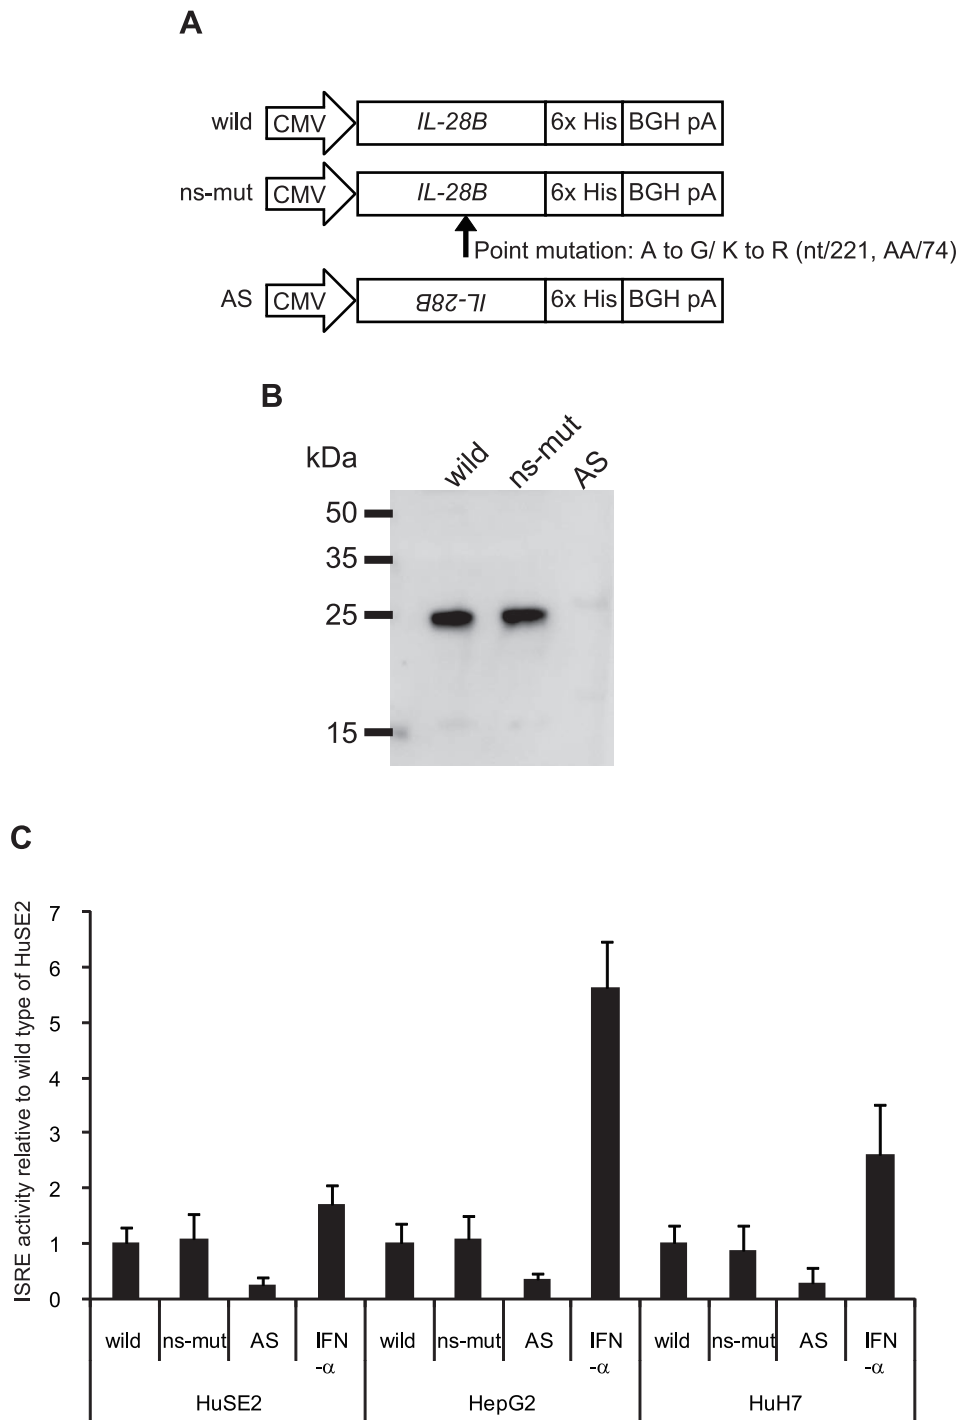 A
wild CMV IL-28B 6x His BGH pA
ns-mut CMV IL-28B 6x His BGH pA
Point mutation: A to G/ K to R (nt/221, AA/74)
AS CMV IL-28B 6x His BGH pA
B
kDa wild ns-mut AS
50
35
25
15
C
ISRE activity relative to wild type of HuSE2
7
6
5
4
3
2
1
0
wild ns-mut AS IFN wild ns-mut AS IFN wild ns-mut AS IFN
-α -α -α
HuSE2 HepG2 HuH7